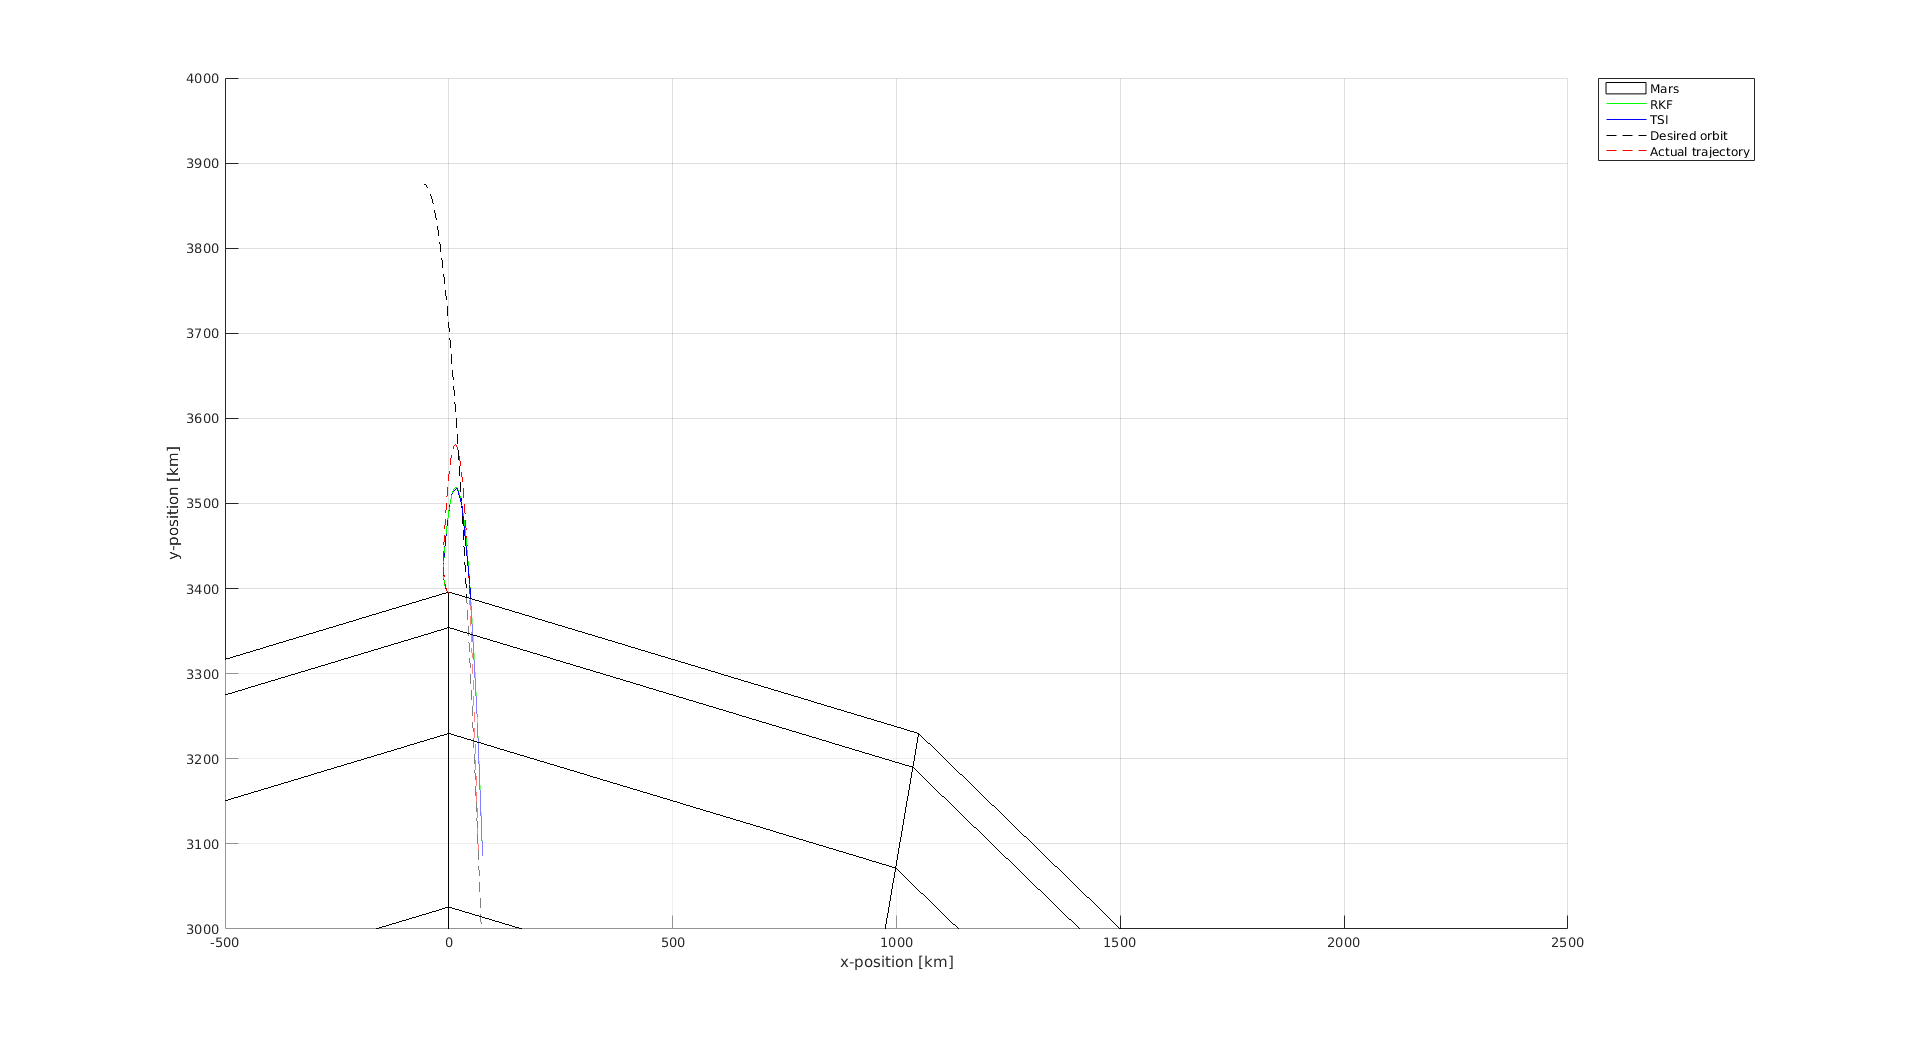 4000
3900
3800
3700
3600
3500
3400
3300
3200
3100
3000
y-position [km]
-500 0 500 1000 1500 2000 2500
x-position [km]
Mars
RKF
TSI
Desired orbit
Actual trajectory